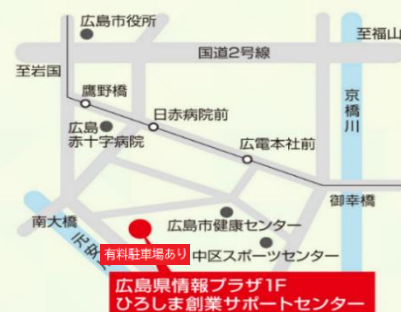 広島市役所
国道2号線
至福山
至岩国
鷹野橋
日赤病院前
広島
赤十字病院
広電本社前
京橋川
御幸橋
南大橋
広島市健康センター
有料駐車場あり
中区スポーツセンター
広島県情報プラザ1F
ひろしま創業サポートセンター